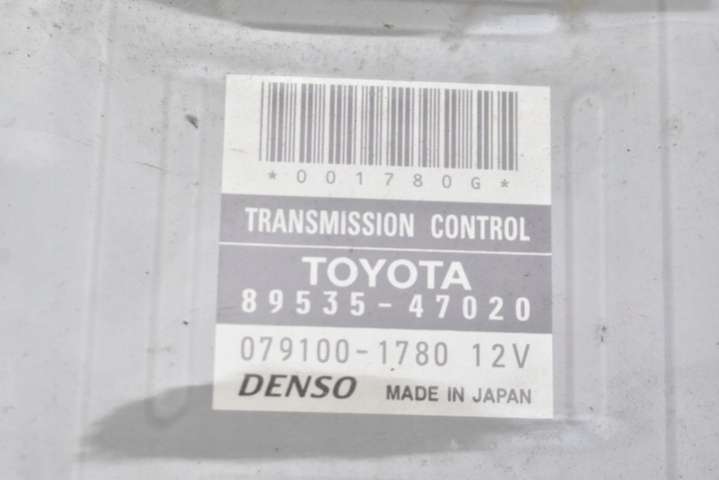 *001780G*
TRANSMISSION CONTROL
TOYOTA
89535-47020
079100-1780 12V
DENSO MADE IN JAPAN